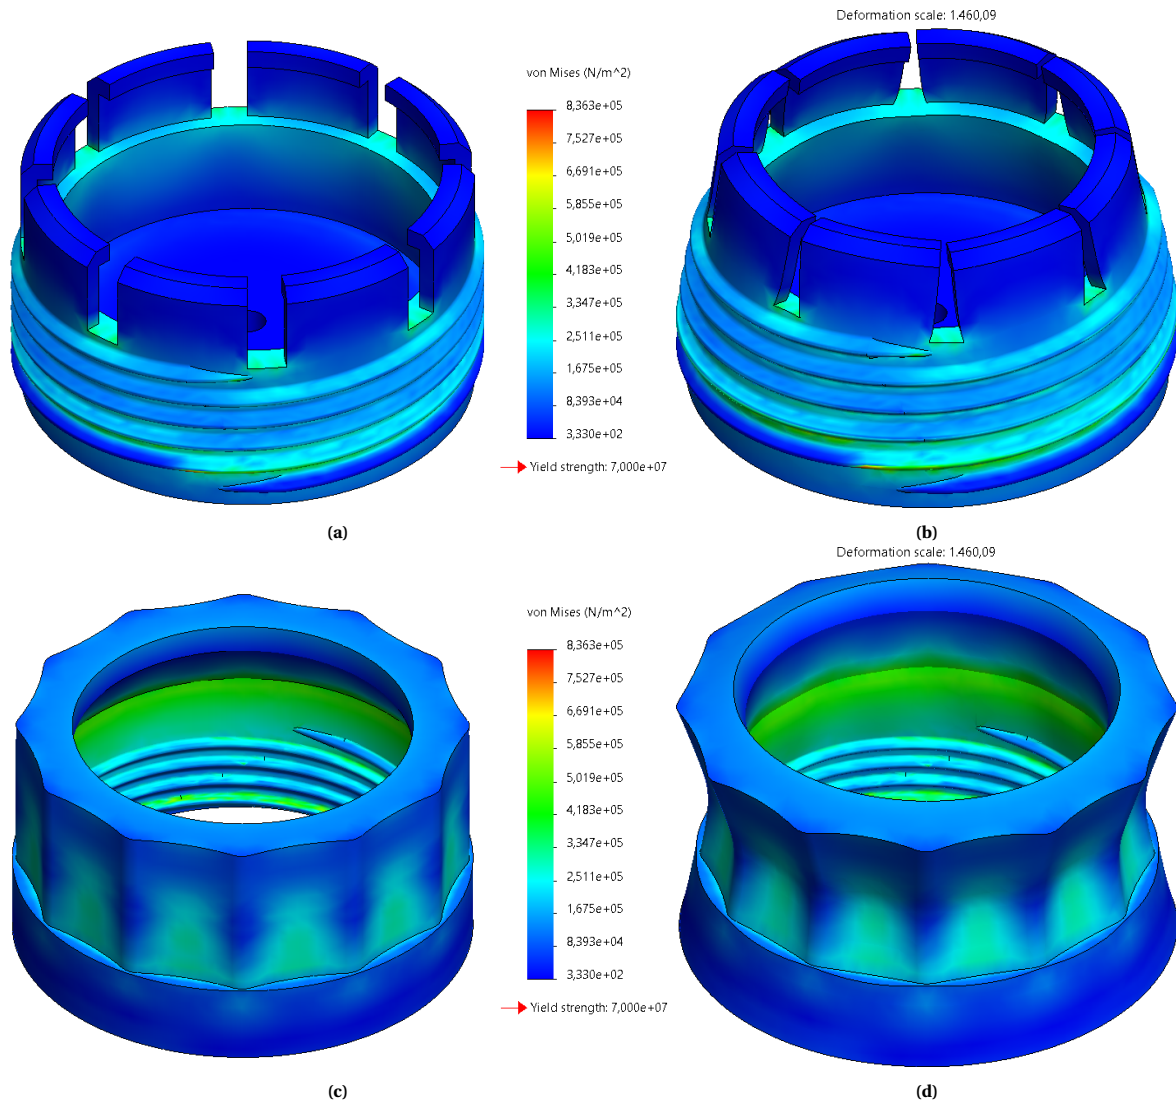 Deformation scale: 1.460,09
von Mises (N/m^2)
8,363e+05
7,527e+05
6,691e+05
5,855e+05
5,019e+05
4,183e+05
3,347e+05
2,511e+05
1,675e+05
8,393e+04
3,330e+02
Yield strength: 7,000e+07
(a)
(b)
Deformation scale: 1.460,09
von Mises (N/m^2)
8,363e+05
7,527e+05
6,691e+05
5,855e+05
5,019e+05
4,183e+05
3,347e+05
2,511e+05
1,675e+05
8,393e+04
3,330e+02
Yield strength: 7,000e+07
(c)
(d)